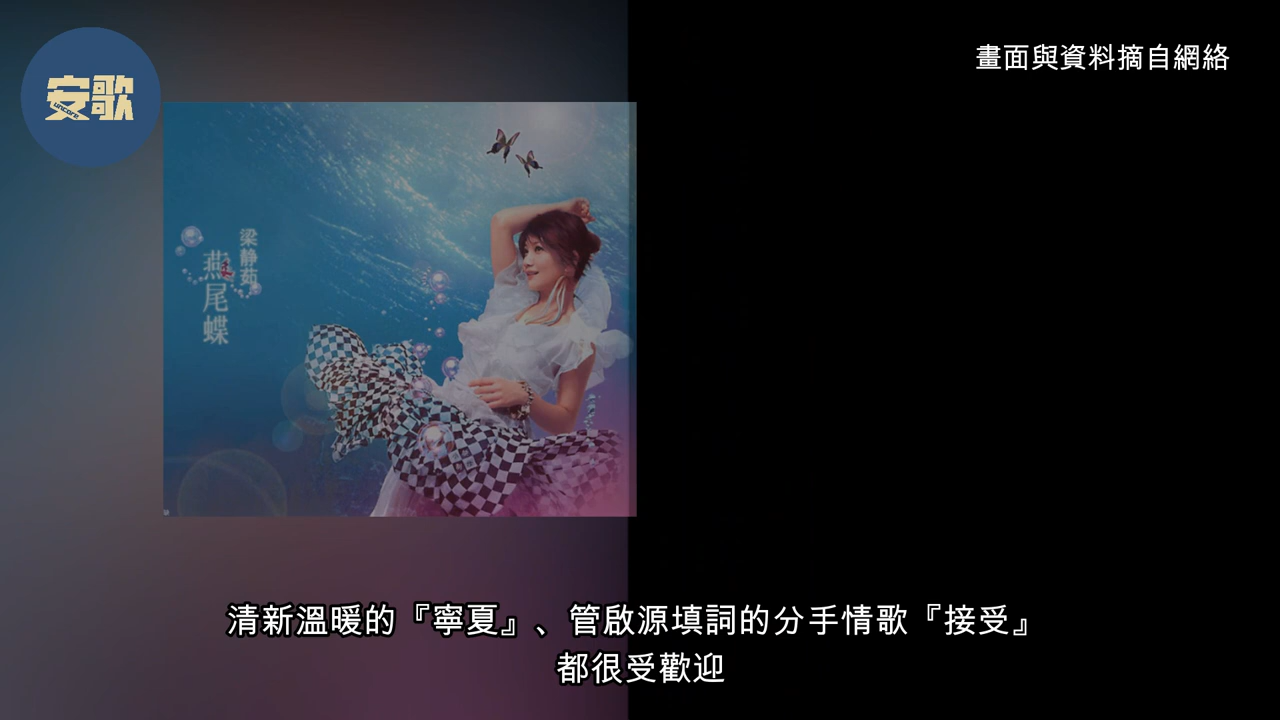 安歌
uncore
畫面與資料摘自網絡
梁静茹
燕尾蝶
清新溫暖的『寧夏』、管啟源填詞的分手情歌『接受』
都很受歡迎